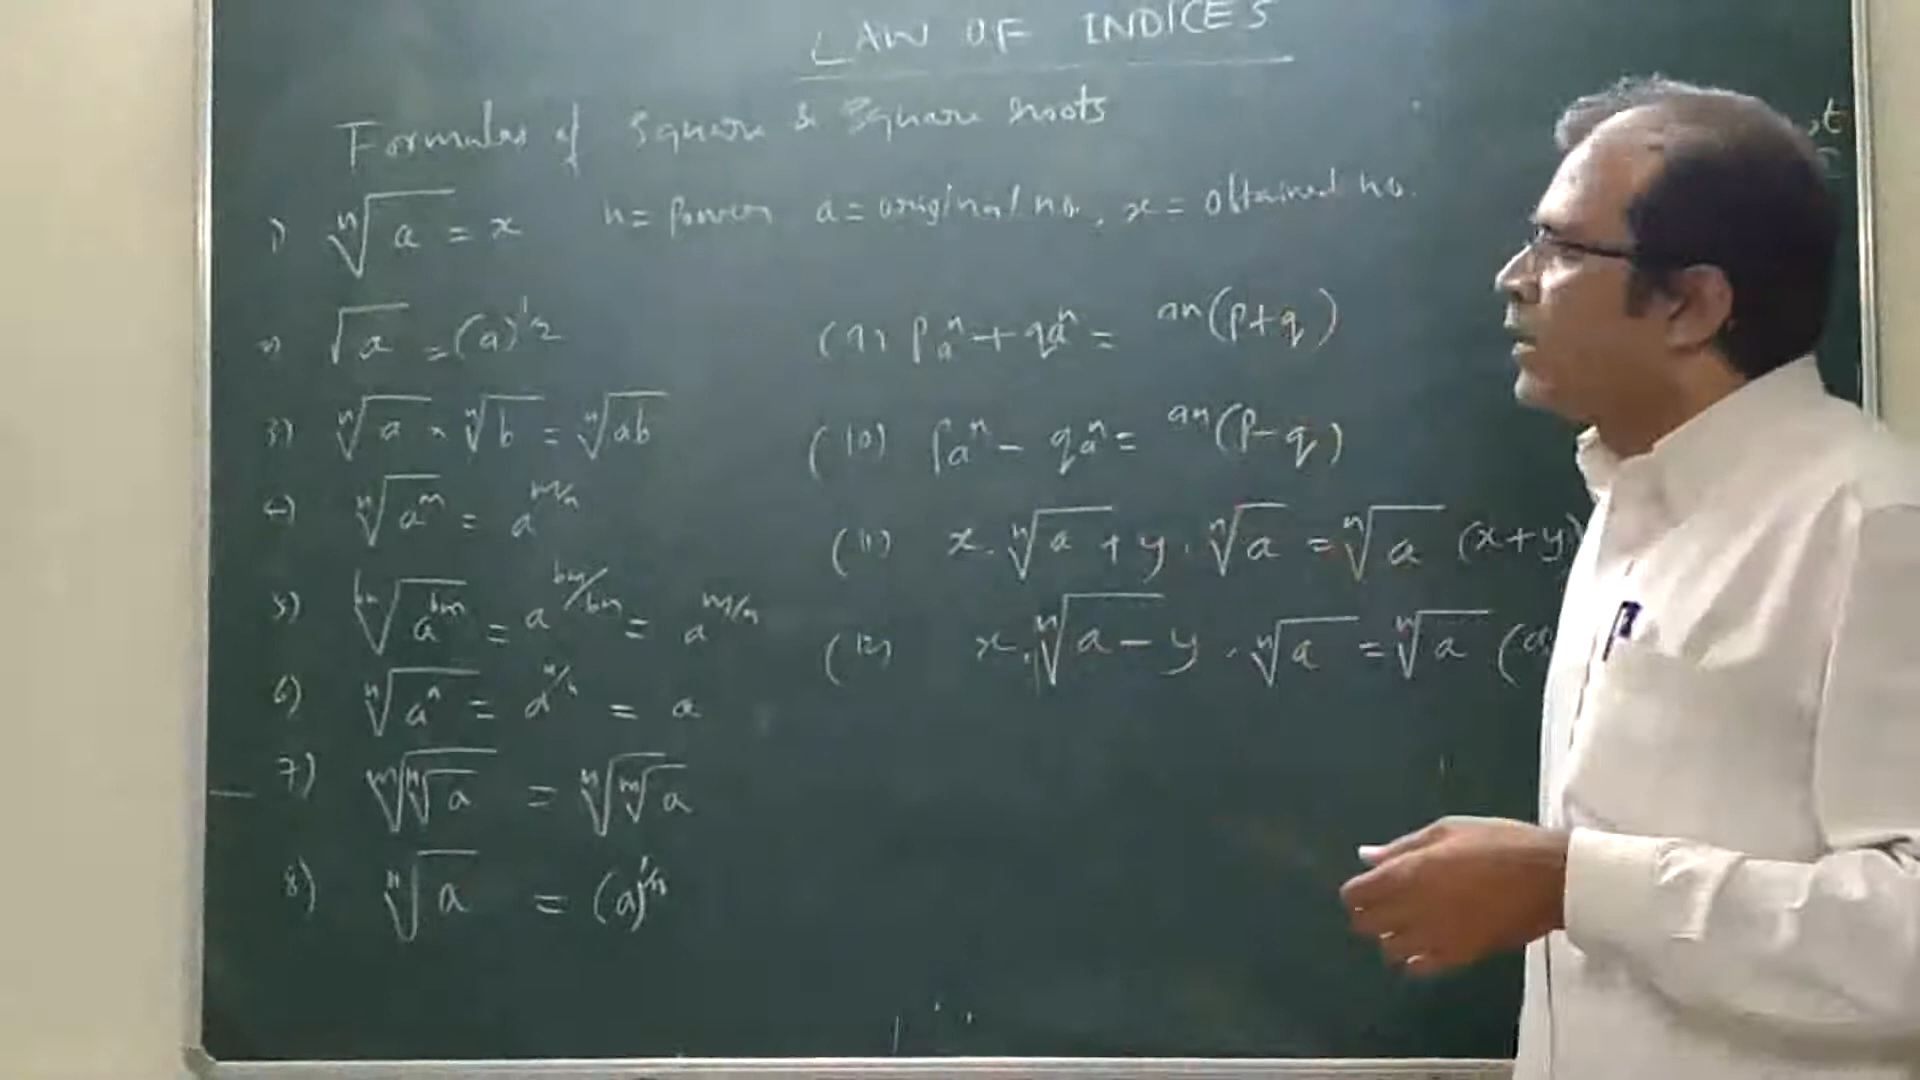 LAW OF INDICES
Formulas of Square & Square roots
1) ⁿ√a = x n = Power a = original no., x = obtained no.
2) √a = (a)^1/2
3) ⁿ√a × ⁿ√b = ⁿ√ab
4) ⁿ√a^m = a^m/n
5) ^bn√a^bm = a^bm/bn = a^m/n
6) ⁿ√aⁿ = a^n/n = a
7) ^m√ⁿ√a = ⁿ√^m√a
8) ⁿ√a = (a)^1/n
(9) Paⁿ + qaⁿ = an(P+q)
(10) Paⁿ - qaⁿ = an(P-q)
(11) x.ⁿ√a + y.ⁿ√a = ⁿ√a (x+y)
(12) x.ⁿ√a - y.ⁿ√a = ⁿ√a (